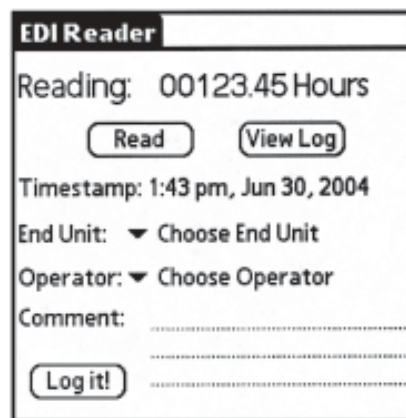 EDI Reader
Reading: 00123.45 Hours
Read View Log
Timestamp: 1:43 pm, Jun 30, 2004
End Unit: Choose End Unit
Operator: Choose Operator
Comment:
Log it!